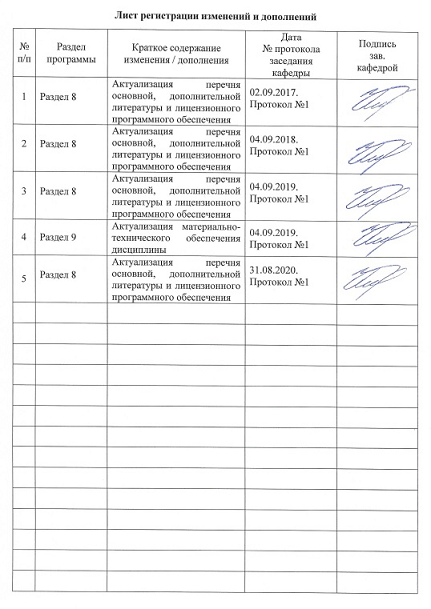 Лист регистрации изменений и дополнений
№
п/п
Раздел
программы
Краткое содержание
изменения / дополнения
Дата
№ протокола
заседания
кафедры
Подпись
зав.
кафедрой
1
Раздел 8
Актуализация перечня
основной, дополнительной
литературы и лицензионного
программного обеспечения
02.09.2017.
Протокол №1
2
Раздел 8
Актуализация перечня
основной, дополнительной
литературы и лицензионного
программного обеспечения
04.09.2018.
Протокол №1
3
Раздел 8
Актуализация перечня
основной, дополнительной
литературы и лицензионного
программного обеспечения
04.09.2019.
Протокол №1
4
Раздел 9
Актуализация материально-
технического обеспечения
дисциплины
04.09.2019.
Протокол №1
5
Раздел 8
Актуализация перечня
основной, дополнительной
литературы и лицензионного
программного обеспечения
31.08.2020.
Протокол №1